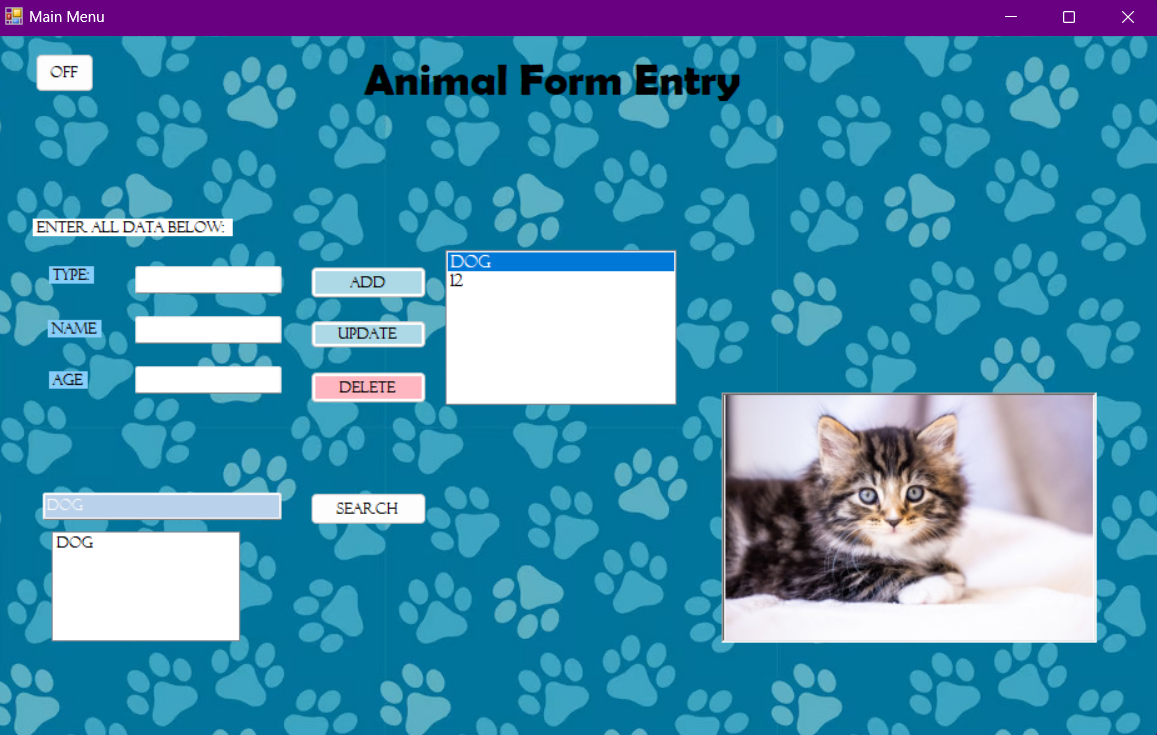 Main Menu
OFF
Animal Form Entry
ENTER ALL DATA BELOW:
TYPE:
NAME
AGE
ADD
UPDATE
DELETE
DOG
12
DOG
SEARCH
DOG